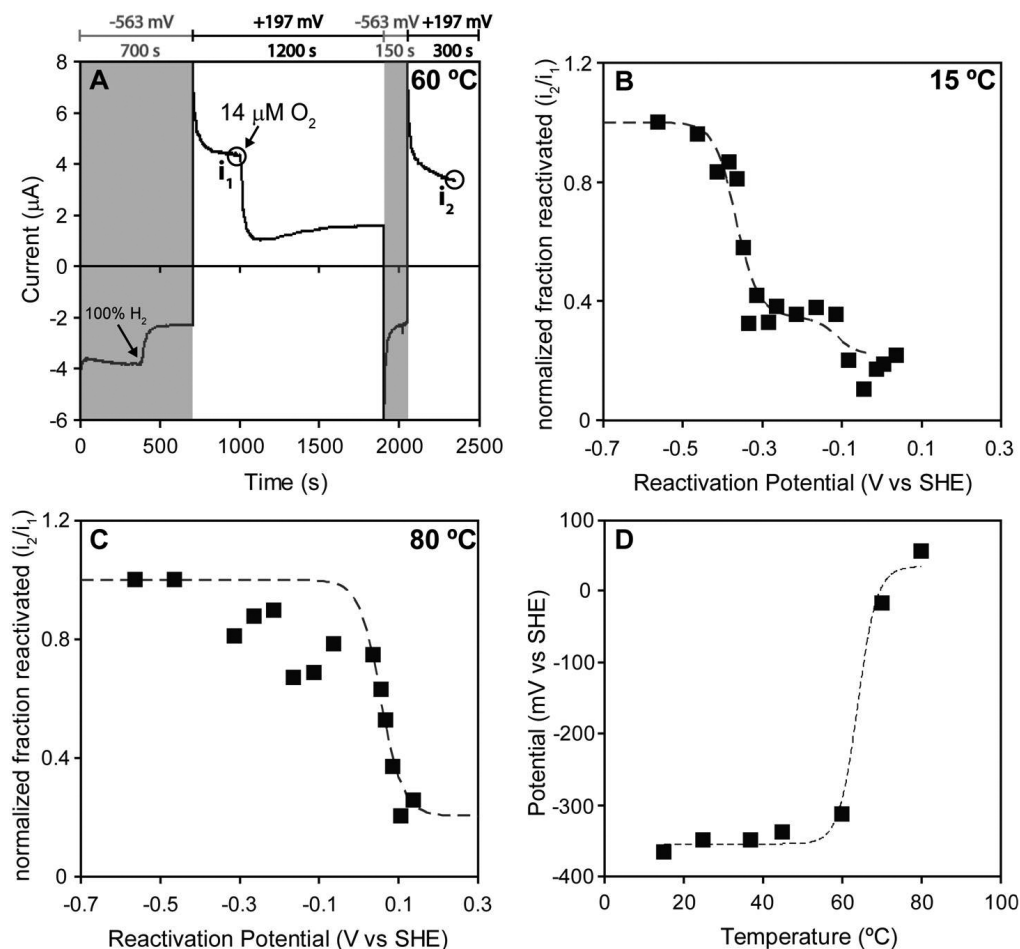 -563 mV +197 mV -563 mV +197 mV
700 s 1200 s 150 s 300 s
A 60 ºC
8
6
4
2
0
-2
-4
-6
14 μM O2
i1
i2
100% H2
Current (μA)
0 500 1000 1500 2000 2500
Time (s)
B 15 ºC
normalized fraction reactivated (i2/i1)
1.2
0.8
0.4
0
-0.7 -0.5 -0.3 -0.1 0.1 0.3
Reactivation Potential (V vs SHE)
C 80 ºC
normalized fraction reactivated (i2/i1)
1.2
0.8
0.4
0
-0.7 -0.5 -0.3 -0.1 0.1 0.3
Reactivation Potential (V vs SHE)
D
Potential (mV vs SHE)
100
0
-100
-200
-300
-400
0 20 40 60 80 100
Temperature (ºC)